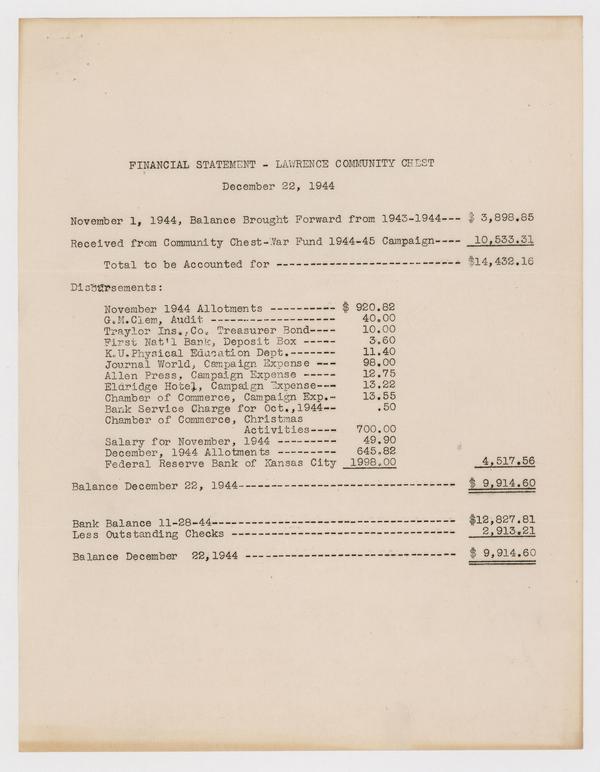 FINANCIAL STATEMENT - LAWRENCE COMMUNITY CHEST
December 22, 1944
November 1, 1944, Balance Brought Forward from 1943-1944--- $ 3,898.85
Received from Community Chest-War Fund 1944-45 Campaign---- 10,533.31
Total to be Accounted for --------------------------- $14,432.16
Disbursements:
November 1944 Allotments ---------- $ 920.82
G.M.Clem, Audit ------------------- 40.00
Traylor Ins.,Co. Treasurer Bond---- 10.00
First Nat'l Bank, Deposit Box ----- 3.60
K.U.Physical Education Dept.------- 11.40
Journal World, Campaign Expense --- 98.00
Allen Press, Campaign Expense ----- 12.75
Eldridge Hotel, Campaign Expense--- 13.22
Chamber of Commerce, Campaign Exp.- 13.55
Bank Service Charge for Oct.,1944-- .50
Chamber of Commerce, Christmas
Activities---- 700.00
Salary for November, 1944 --------- 49.90
December, 1944 Allotments --------- 645.82
Federal Reserve Bank of Kansas City 1998.00 4,517.56
Balance December 22, 1944-------------------------------- $ 9,914.60
Bank Balance 11-28-44------------------------------------ $12,827.81
Less Outstanding Checks --------------------------------- 2,913.21
Balance December 22,1944 ------------------------------- $ 9,914.60